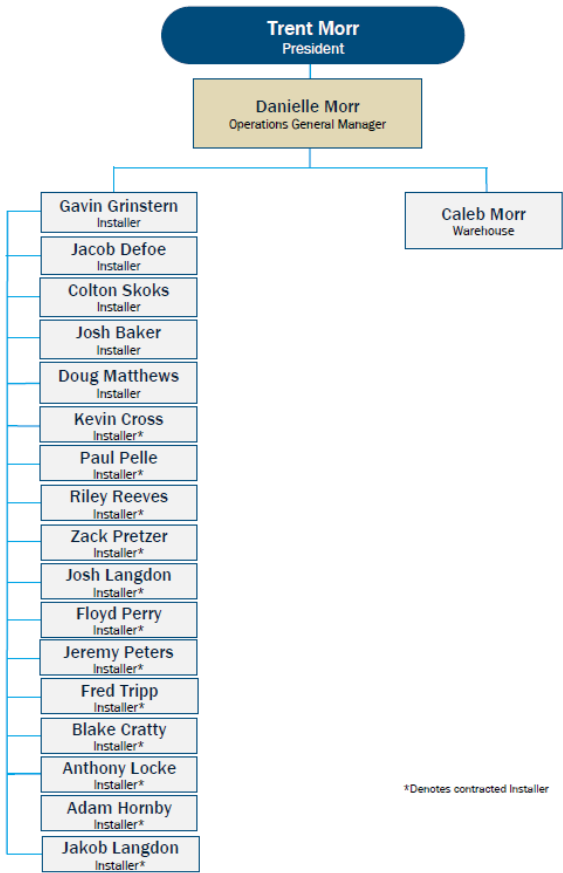 Trent Morr
President
Danielle Morr
Operations General Manager
Gavin Grinstern
Installer
Jacob Defoe
Installer
Colton Skoks
Installer
Josh Baker
Installer
Doug Matthews
Installer
Kevin Cross
Installer*
Paul Pelle
Installer*
Riley Reeves
Installer*
Zack Pretzer
Installer*
Josh Langdon
Installer*
Floyd Perry
Installer*
Jeremy Peters
Installer*
Fred Tripp
Installer*
Blake Cratty
Installer*
Anthony Locke
Installer*
Adam Hornby
Installer*
Jakob Langdon
Installer*
Caleb Morr
Warehouse
*Denotes contracted Installer